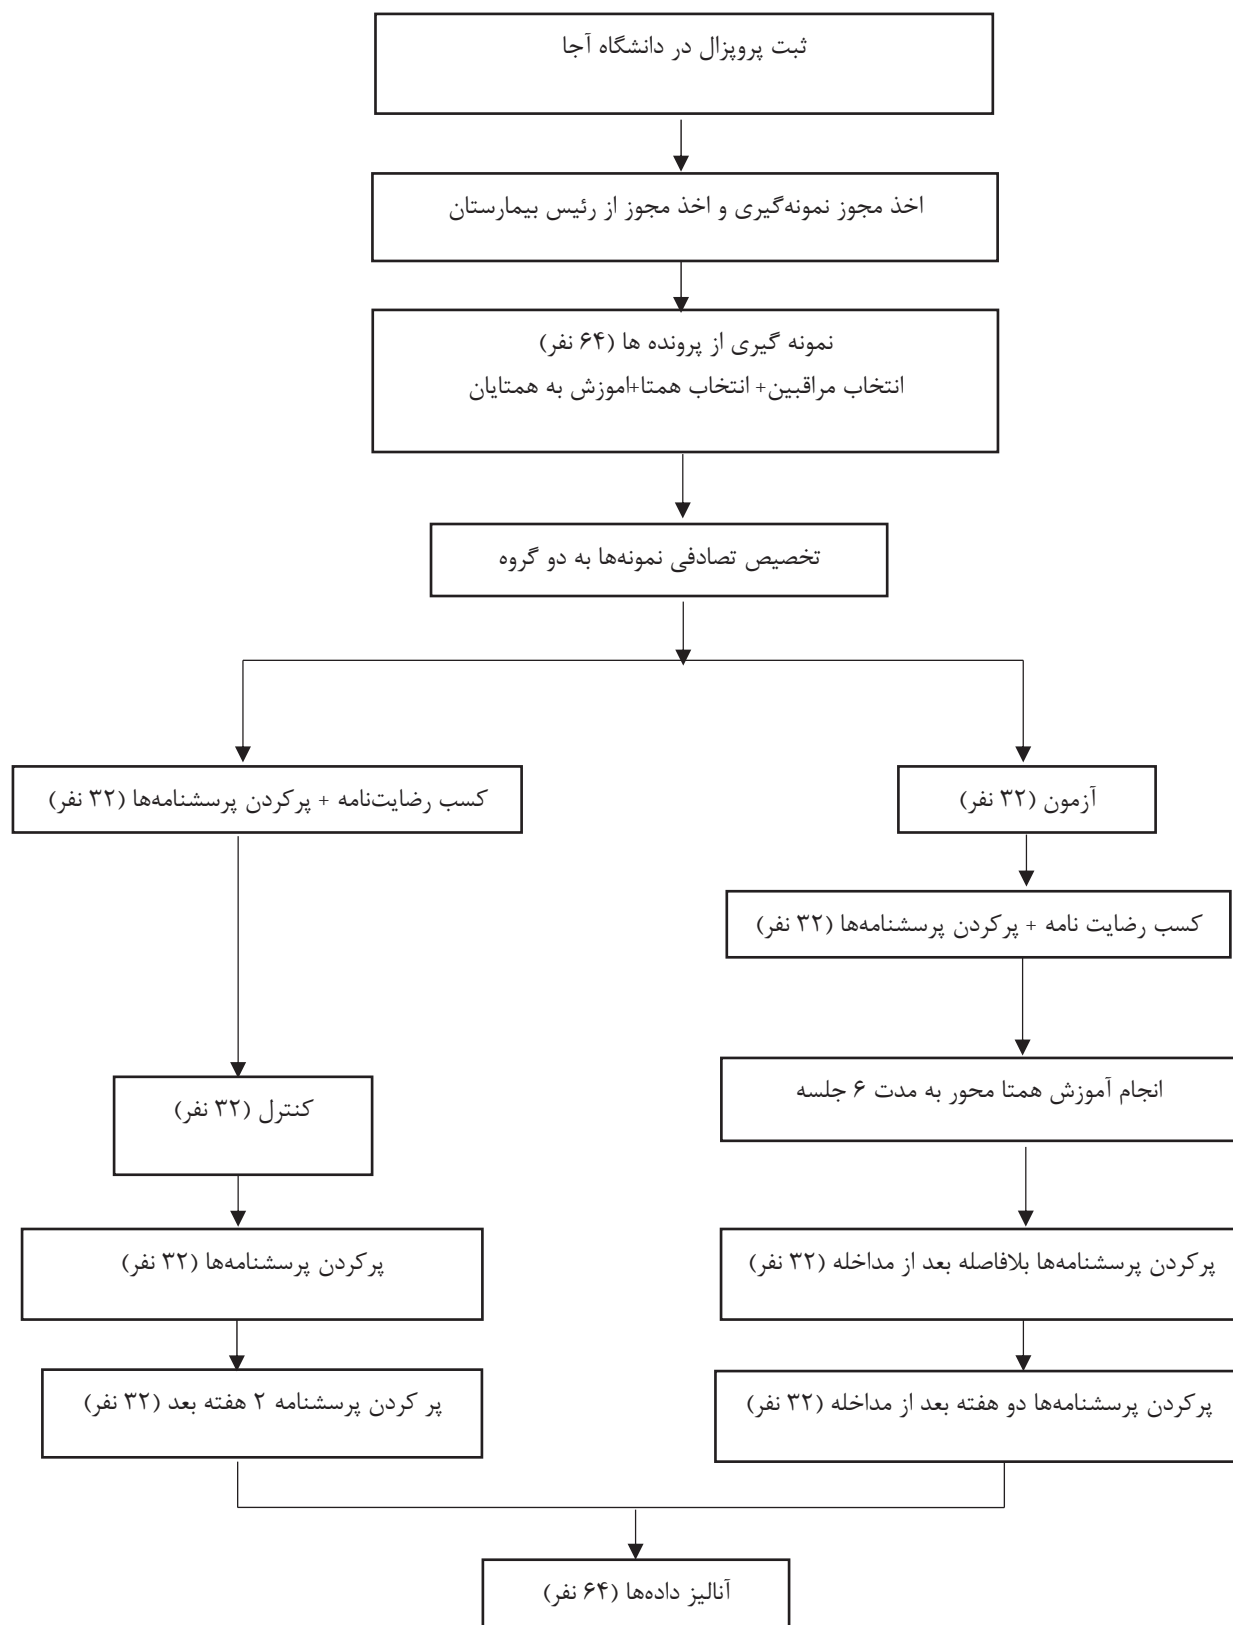 ثبت پروپزال در دانشگاه آجا
اخذ مجوز نمونه‌گیری و اخذ مجوز از رئیس بیمارستان
نمونه گیری از پرونده ها (۶۴ نفر)
انتخاب مراقبین+ انتخاب همتا+اموزش به همتایان
تخصیص تصادفی نمونه‌ها به دو گروه
آزمون (۳۲ نفر)
کسب رضایت‌نامه + پرکردن پرسشنامه‌ها (۳۲ نفر)
کسب رضایت نامه + پرکردن پرسشنامه‌ها (۳۲ نفر)
انجام آموزش همتا محور به مدت ۶ جلسه
کنترل (۳۲ نفر)
پرکردن پرسشنامه‌ها بلافاصله بعد از مداخله (۳۲ نفر)
پرکردن پرسشنامه‌ها (۳۲ نفر)
پرکردن پرسشنامه‌ها دو هفته بعد از مداخله (۳۲ نفر)
پر کردن پرسشنامه ۲ هفته بعد (۳۲ نفر)
آنالیز داده‌ها (۶۴ نفر)